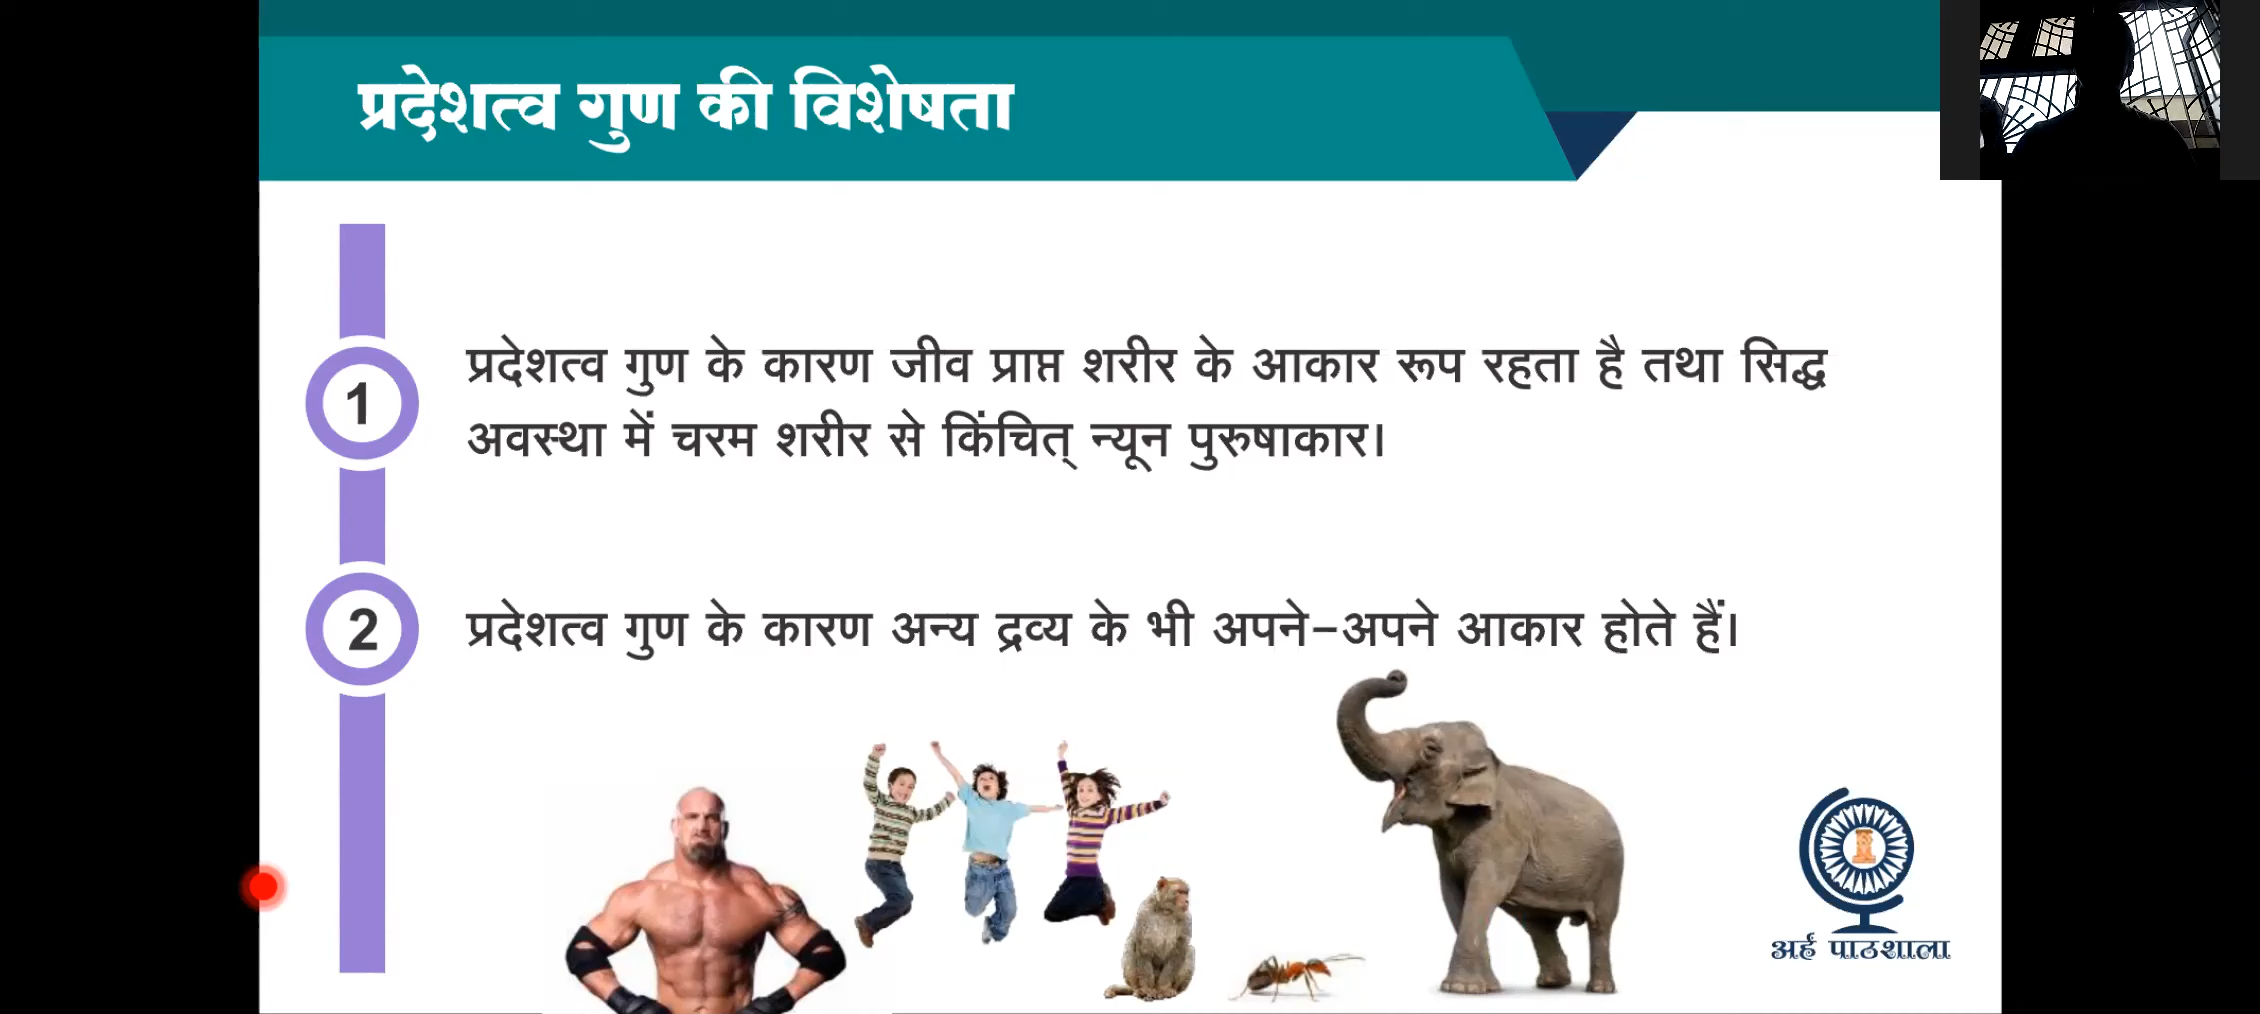 प्रदेशत्व गुण की विशेषता
1
प्रदेशत्व गुण के कारण जीव प्राप्त शरीर के आकार रूप रहता है तथा सिद्ध
अवस्था में चरम शरीर से किंचित् न्यून पुरुषाकार।
2
प्रदेशत्व गुण के कारण अन्य द्रव्य के भी अपने-अपने आकार होते हैं।
अर्हं पाठशाला